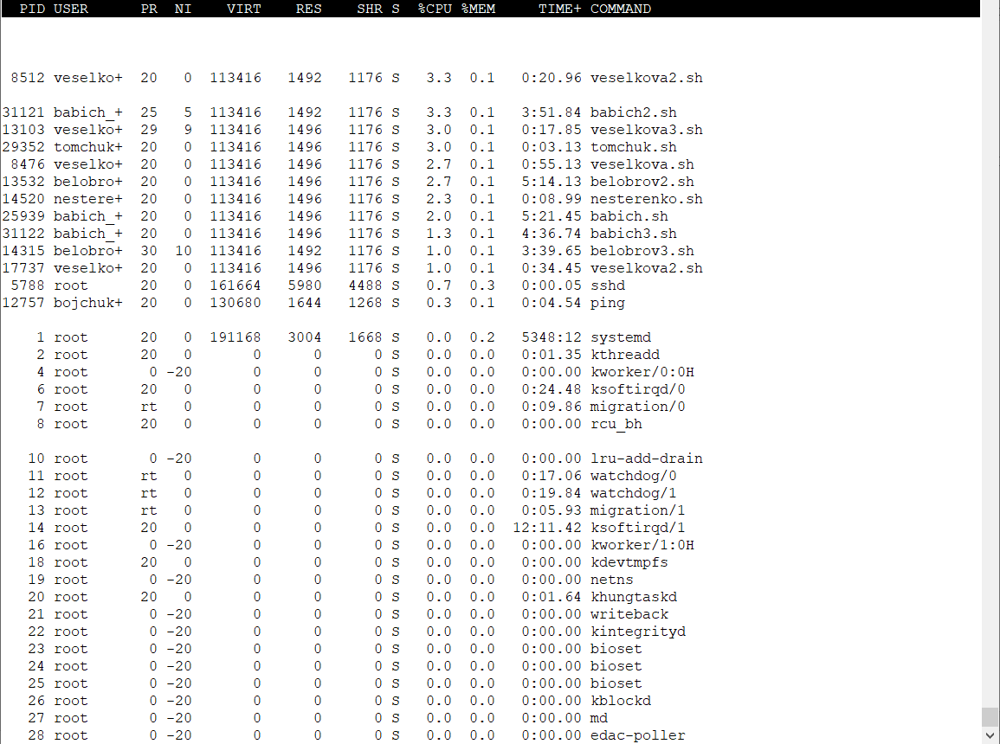 PID USER PR NI VIRT RES SHR S %CPU %MEM TIME+ COMMAND
8512 veselko+ 20 0 113416 1492 1176 S 3.3 0.1 0:20.96 veselkova2.sh
31121 babich_+ 25 5 113416 1492 1176 S 3.3 0.1 3:51.84 babich2.sh
13103 veselko+ 29 9 113416 1496 1176 S 3.0 0.1 0:17.85 veselkova3.sh
29352 tomchuk+ 20 0 113416 1496 1176 S 3.0 0.1 0:03.13 tomchuk.sh
8476 veselko+ 20 0 113416 1496 1176 S 2.7 0.1 0:55.13 veselkova.sh
13532 belobro+ 20 0 113416 1496 1176 S 2.7 0.1 5:14.13 belobrov2.sh
14520 nestere+ 20 0 113416 1496 1176 S 2.3 0.1 0:08.99 nesterenko.sh
25939 babich_+ 20 0 113416 1496 1176 S 2.0 0.1 5:21.45 babich.sh
31122 babich_+ 20 0 113416 1496 1176 S 1.3 0.1 4:36.74 babich3.sh
14315 belobro+ 30 10 113416 1492 1176 S 1.0 0.1 3:39.65 belobrov3.sh
17737 veselko+ 20 0 113416 1496 1176 S 1.0 0.1 0:34.45 veselkova2.sh
5788 root 20 0 161664 5980 4488 S 0.7 0.3 0:00.05 sshd
12757 bojchuk+ 20 0 130680 1644 1268 S 0.3 0.1 0:04.54 ping
1 root 20 0 191168 3004 1668 S 0.0 0.2 5348:12 systemd
2 root 20 0 0 0 0 S 0.0 0.0 0:01.35 kthreadd
4 root 0 -20 0 0 0 S 0.0 0.0 0:00.00 kworker/0:0H
6 root 20 0 0 0 0 S 0.0 0.0 0:24.48 ksoftirqd/0
7 root rt 0 0 0 0 S 0.0 0.0 0:09.86 migration/0
8 root 20 0 0 0 0 S 0.0 0.0 0:00.00 rcu_bh
10 root 0 -20 0 0 0 S 0.0 0.0 0:00.00 lru-add-drain
11 root rt 0 0 0 0 S 0.0 0.0 0:17.06 watchdog/0
12 root rt 0 0 0 0 S 0.0 0.0 0:19.84 watchdog/1
13 root rt 0 0 0 0 S 0.0 0.0 0:05.93 migration/1
14 root 20 0 0 0 0 S 0.0 0.0 12:11.42 ksoftirqd/1
16 root 0 -20 0 0 0 S 0.0 0.0 0:00.00 kworker/1:0H
18 root 20 0 0 0 0 S 0.0 0.0 0:00.00 kdevtmpfs
19 root 0 -20 0 0 0 S 0.0 0.0 0:00.00 netns
20 root 20 0 0 0 0 S 0.0 0.0 0:01.64 khungtaskd
21 root 0 -20 0 0 0 S 0.0 0.0 0:00.00 writeback
22 root 0 -20 0 0 0 S 0.0 0.0 0:00.00 kintegrityd
23 root 0 -20 0 0 0 S 0.0 0.0 0:00.00 bioset
24 root 0 -20 0 0 0 S 0.0 0.0 0:00.00 bioset
25 root 0 -20 0 0 0 S 0.0 0.0 0:00.00 bioset
26 root 0 -20 0 0 0 S 0.0 0.0 0:00.00 kblockd
27 root 0 -20 0 0 0 S 0.0 0.0 0:00.00 md
28 root 0 -20 0 0 0 S 0.0 0.0 0:00.00 edac-poller